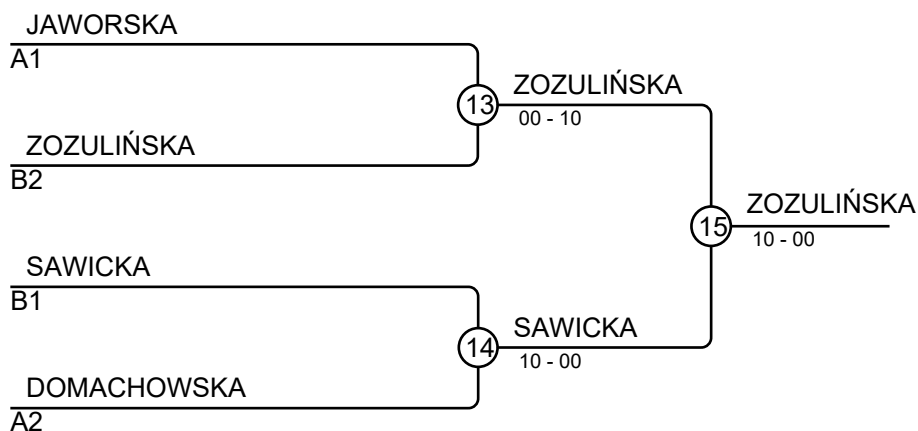 JAWORSKA
A1
13
ZOZULIŃSKA
00 - 10
ZOZULIŃSKA
B2
15
ZOZULIŃSKA
10 - 00
SAWICKA
B1
14
SAWICKA
10 - 00
DOMACHOWSKA
A2